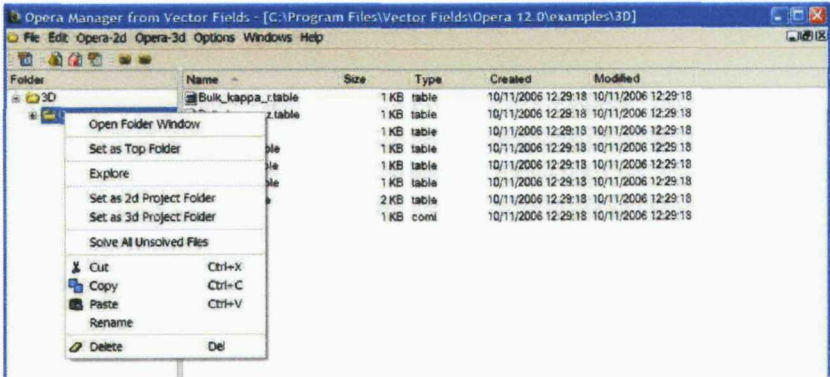 Opera Manager from Vector Fields - [C:\Program Files\Vector Fields\Opera 12.0\examples\3D]
File Edit Opera-2d Opera-3d Options Windows Help
Folder Name Size Type Created Modified
3D
Bulk_kappa_r.table 1 KB table 10/11/2006 12:29:18 10/11/2006 12:29:18
z.table 1 KB table 10/11/2006 12:29:18 10/11/2006 12:29:18
1 KB table 10/11/2006 12:29:18 10/11/2006 12:29:18
ble 1 KB table 10/11/2006 12:29:18 10/11/2006 12:29:18
ble 1 KB table 10/11/2006 12:29:18 10/11/2006 12:29:18
ble 1 KB table 10/11/2006 12:29:18 10/11/2006 12:29:18
e 2 KB table 10/11/2006 12:29:18 10/11/2006 12:29:18
1 KB comi 10/11/2006 12:29:18 10/11/2006 12:29:18
Open Folder Window
Set as Top Folder
Explore
Set as 2d Project Folder
Set as 3d Project Folder
Solve All Unsolved Files
Cut Ctrl+X
Copy Ctrl+C
Paste Ctrl+V
Rename
Delete Del